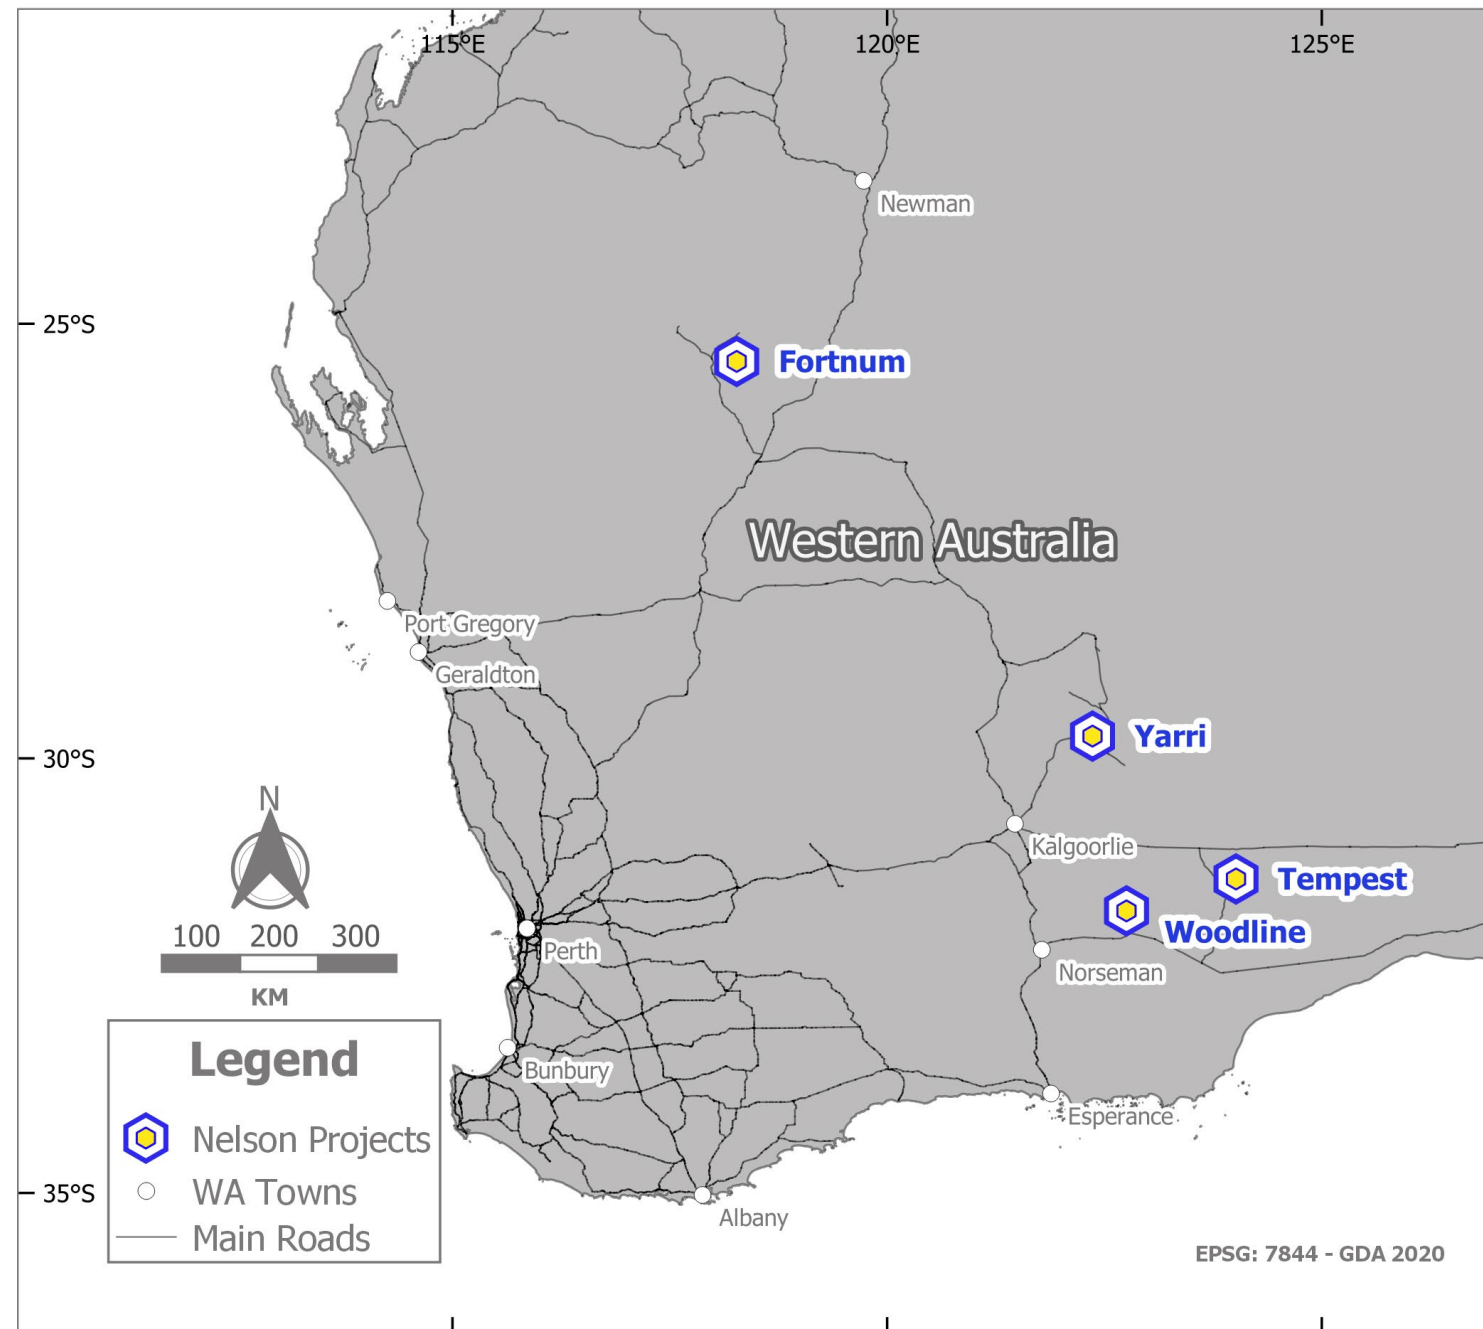 115°E
120°E
125°E
Newman
25°S
Fortnum
Western Australia
Port Gregory
Geraldton
Yarri
30°S
N
Kalgoorlie
Tempest
Woodline
100 200 300
KM
Perth
Norseman
Legend
Nelson Projects
WA Towns
Main Roads
Bunbury
Esperance
35°S
Albany
EPSG: 7844 - GDA 2020